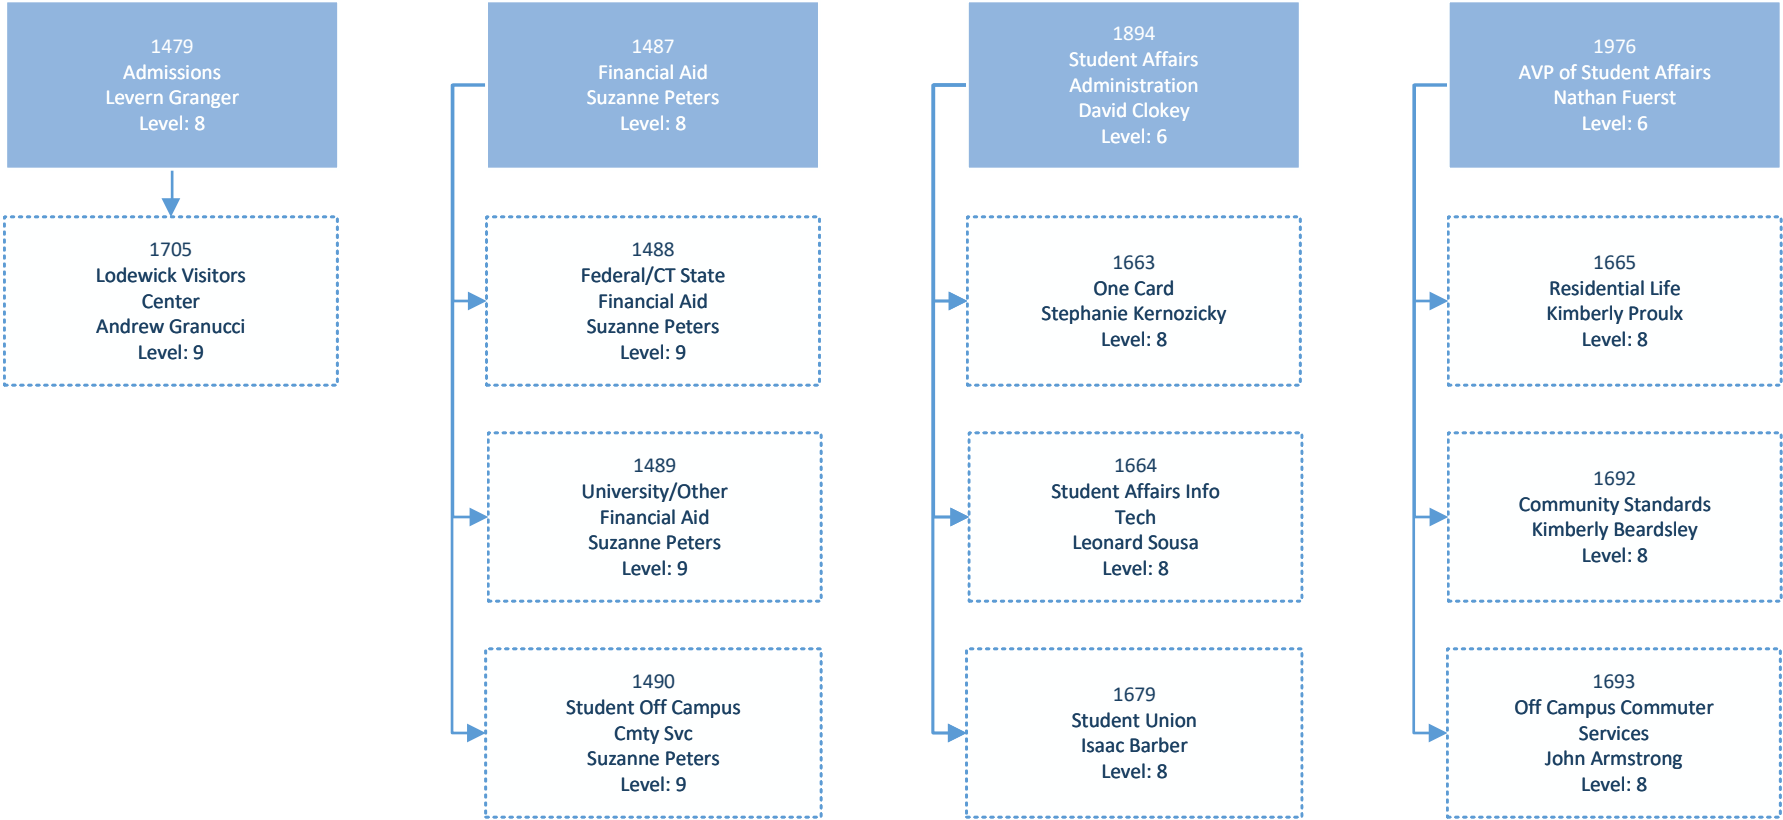 1479
Admissions
Levern Granger
Level: 8
1705
Lodewick Visitors
Center
Andrew Granucci
Level: 9
1487
Financial Aid
Suzanne Peters
Level: 8
1488
Federal/CT State
Financial Aid
Suzanne Peters
Level: 9
1489
University/Other
Financial Aid
Suzanne Peters
Level: 9
1490
Student Off Campus
Cmty Svc
Suzanne Peters
Level: 9
1894
Student Affairs
Administration
David Clokey
Level: 6
1663
One Card
Stephanie Kernozicky
Level: 8
1664
Student Affairs Info
Tech
Leonard Sousa
Level: 8
1679
Student Union
Isaac Barber
Level: 8
1976
AVP of Student Affairs
Nathan Fuerst
Level: 6
1665
Residential Life
Kimberly Proulx
Level: 8
1692
Community Standards
Kimberly Beardsley
Level: 8
1693
Off Campus Commuter
Services
John Armstrong
Level: 8